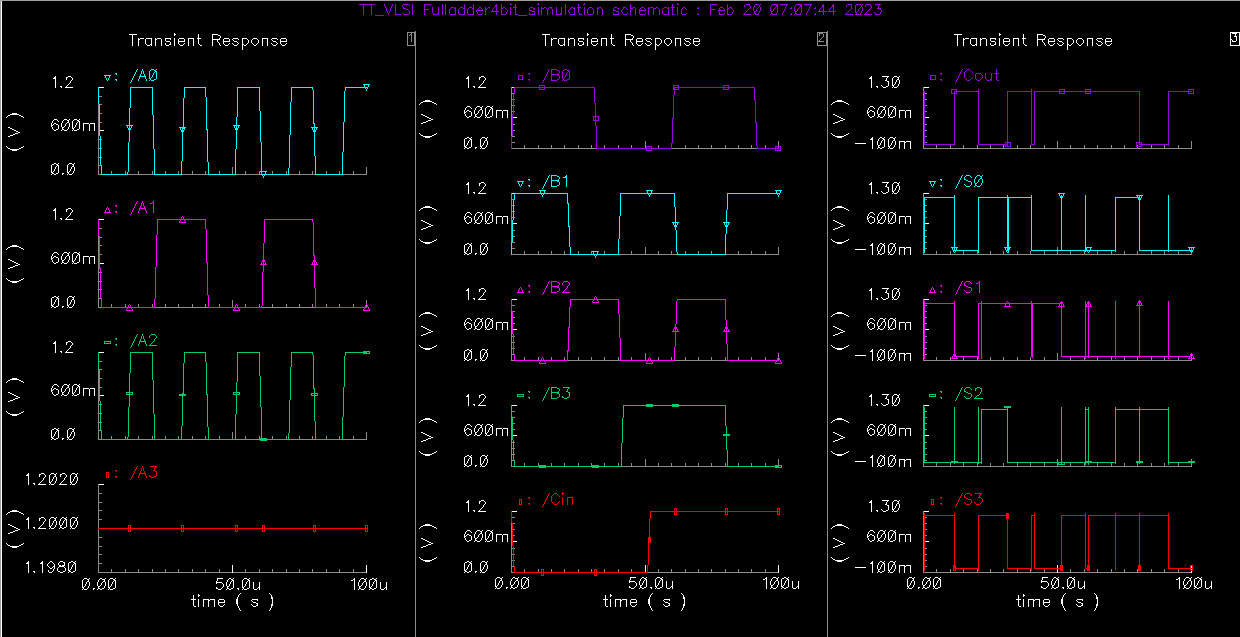 TT_VLSI Fulladder4bit_simulation schematic : Feb 20 07:07:44 2023
Transient Response
1
: /A0
1.2
600m
0.0
(V)
: /A1
1.2
600m
0.0
(V)
: /A2
1.2
600m
0.0
(V)
: /A3
1.2020
1.2000
1.1980
(V)
0.00 50.0u 100u
time ( s )
Transient Response
2
: /B0
1.2
600m
0.0
(V)
: /B1
1.2
600m
0.0
(V)
: /B2
1.2
600m
0.0
(V)
: /B3
1.2
600m
0.0
(V)
: /Cin
1.2
600m
0.0
(V)
0.00 50.0u 100u
time ( s )
Transient Response
3
: /Cout
1.30
600m
-100m
(V)
: /S0
1.30
600m
-100m
(V)
: /S1
1.30
600m
-100m
(V)
: /S2
1.30
600m
-100m
(V)
: /S3
1.30
600m
-100m
(V)
0.00 50.0u 100u
time ( s )